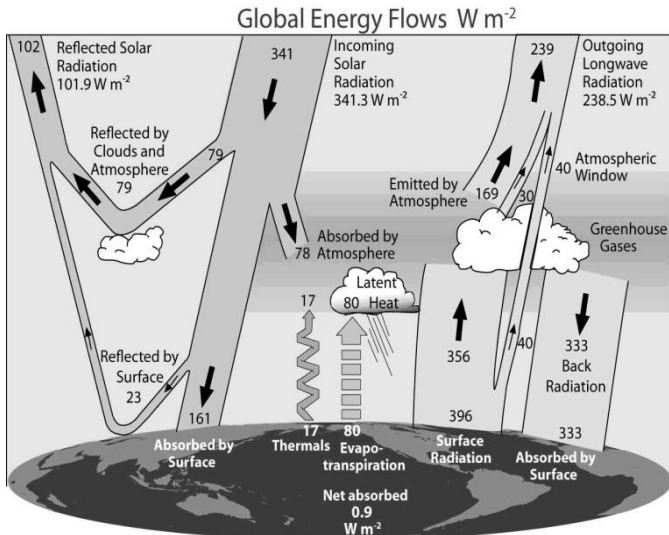 Global Energy Flows W m-2
102
Reflected Solar
Radiation
101.9 W m-2
341
Incoming
Solar
Radiation
341.3 W m-2
239
Outgoing
Longwave
Radiation
238.5 W m-2
Reflected by
Clouds and
Atmosphere
79
79
Emitted by
Atmosphere
169
30
40
Atmospheric
Window
Greenhouse
Gases
Absorbed by
Atmosphere
78
17
Latent
80 Heat
Reflected by
Surface
23
356
40
333
Back
Radiation
161
396
333
Absorbed by
Surface
17
Thermals
80
Evapo-
transpiration
Surface
Radiation
Absorbed by
Surface
Net absorbed
0.9
W m-2